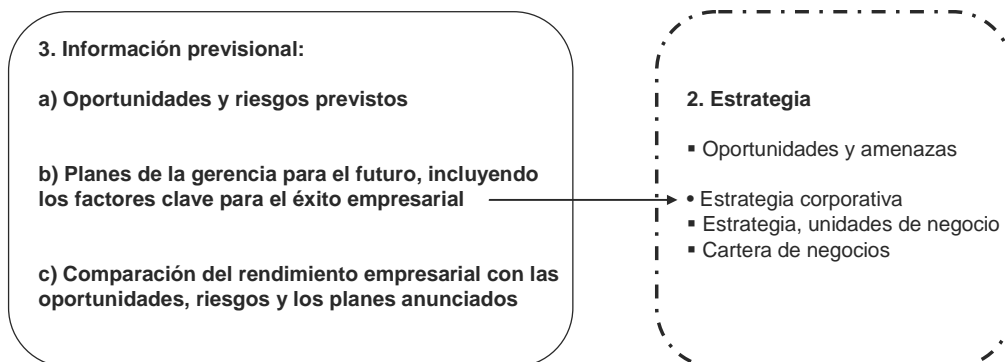 3. Información previsional:
a) Oportunidades y riesgos previstos
b) Planes de la gerencia para el futuro, incluyendo
los factores clave para el éxito empresarial
c) Comparación del rendimiento empresarial con las
oportunidades, riesgos y los planes anunciados
2. Estrategia
▪ Oportunidades y amenazas
• Estrategia corporativa
▪ Estrategia, unidades de negocio
▪ Cartera de negocios